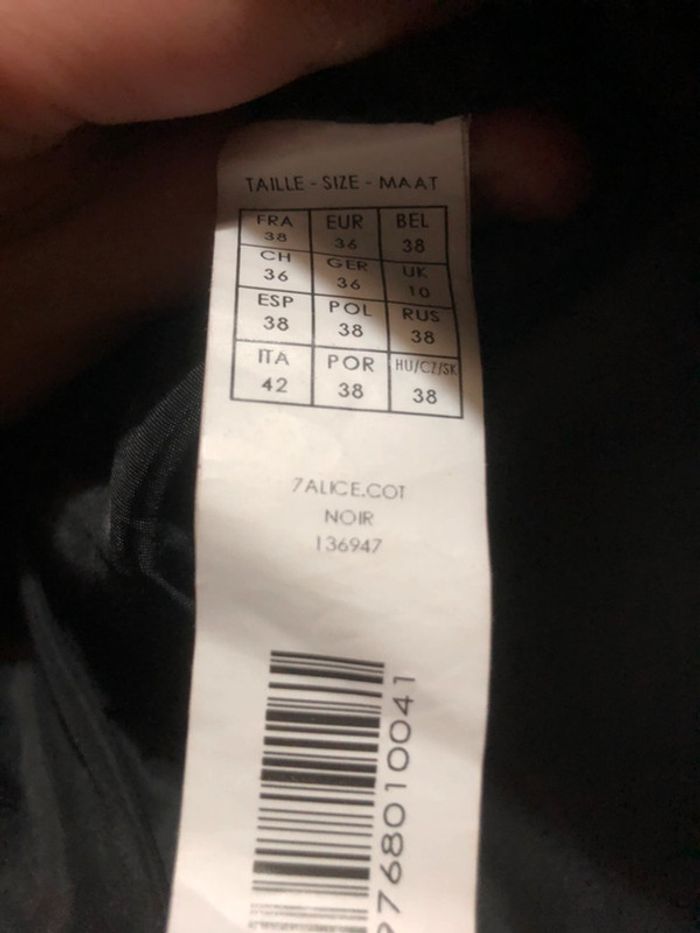 TAILLE - SIZE - MAAT
FRA EUR BEL
38 36 38
CH GER UK
36 36 10
ESP POL RUS
38 38 38
ITA POR HU/CZ/SK
42 38 38
7ALICE.COT
NOIR
136947
768010041